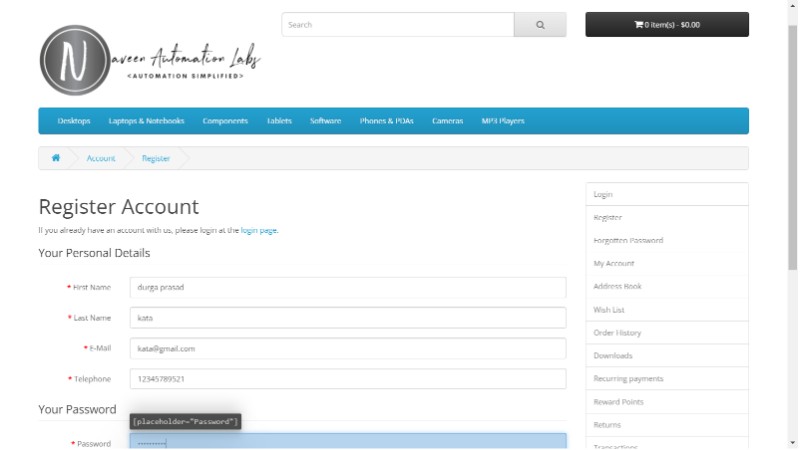 Search
0 item(s) - $0.00
N
aveen Automation Labs
<AUTOMATION SIMPLIFIED>
Desktops Laptops & Notebooks Components Tablets Software Phones & PDAs Cameras MP3 Players
Account Register
Register Account
If you already have an account with us, please login at the login page.
Your Personal Details
* First Name durga prasad
* Last Name kata
* E-Mail kata@gmail.com
* Telephone 12345789521
Your Password
[placeholder="Password"]
* Password ----------
Login
Register
Forgotten Password
My Account
Address Book
Wish List
Order History
Downloads
Recurring payments
Reward Points
Returns
Transactions